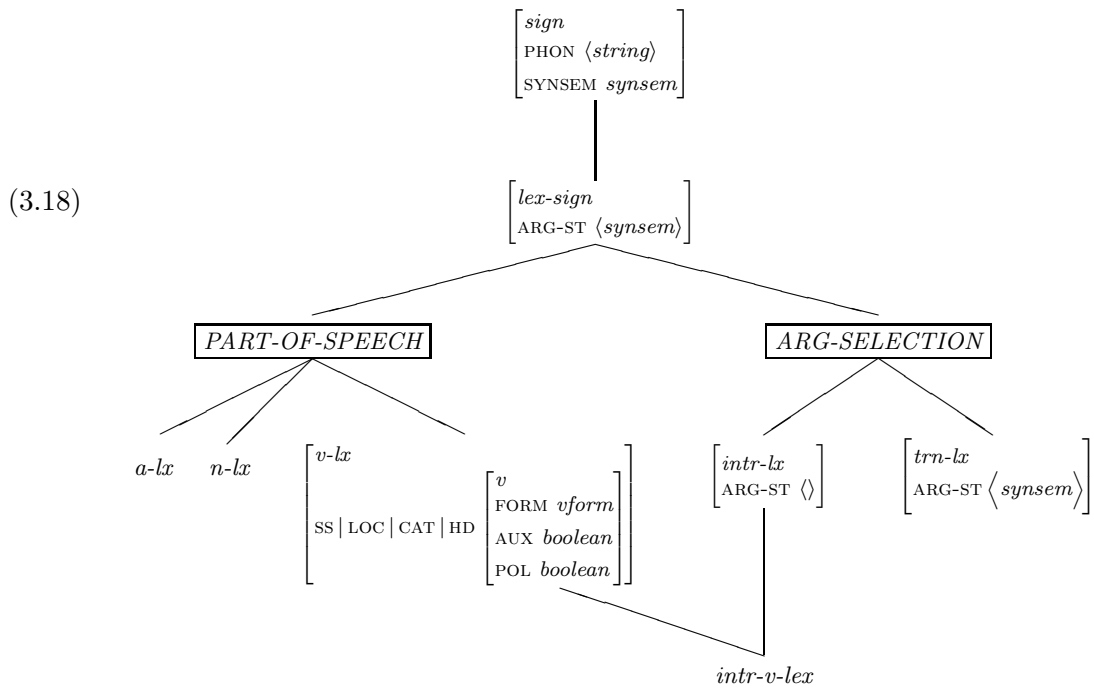 sign
PHON ⟨string⟩
SYNSEM synsem
(3.18)
lex-sign
ARG-ST ⟨synsem⟩
PART-OF-SPEECH
ARG-SELECTION
a-lx
n-lx
v-lx
SS|LOC|CAT|HD
v
FORM vform
AUX boolean
POL boolean
intr-lx
ARG-ST ⟨⟩
trn-lx
ARG-ST ⟨synsem⟩
intr-v-lex